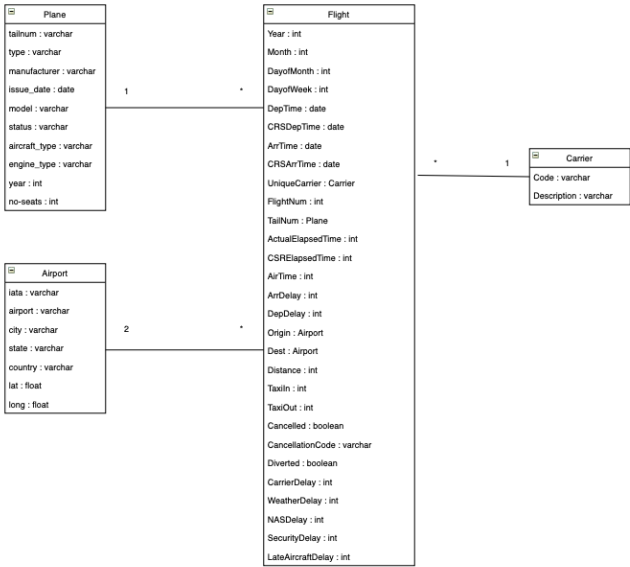 Plane
tailnum : varchar
type : varchar
manufacturer : varchar
issue_date : date
model : varchar
status : varchar
aircraft_type : varchar
engine_type : varchar
year : int
no-seats : int
1
*
Flight
Year : int
Month : int
DayofMonth : int
DayofWeek : int
DepTime : date
CRSDepTime : date
ArrTime : date
CRSArrTime : date
UniqueCarrier : Carrier
FlightNum : int
TailNum : Plane
ActualElapsedTime : int
CSRElapsedTime : int
AirTime : int
ArrDelay : int
DepDelay : int
Origin : Airport
Dest : Airport
Distance : int
TaxiIn : int
TaxiOut : int
Cancelled : boolean
CancellationCode : varchar
Diverted : boolean
CarrierDelay : int
WeatherDelay : int
NASDelay : int
SecurityDelay : int
LateAircraftDelay : int
*
1
Carrier
Code : varchar
Description : varchar
Airport
iata : varchar
airport : varchar
city : varchar
state : varchar
country : varchar
lat : float
long : float
2
*